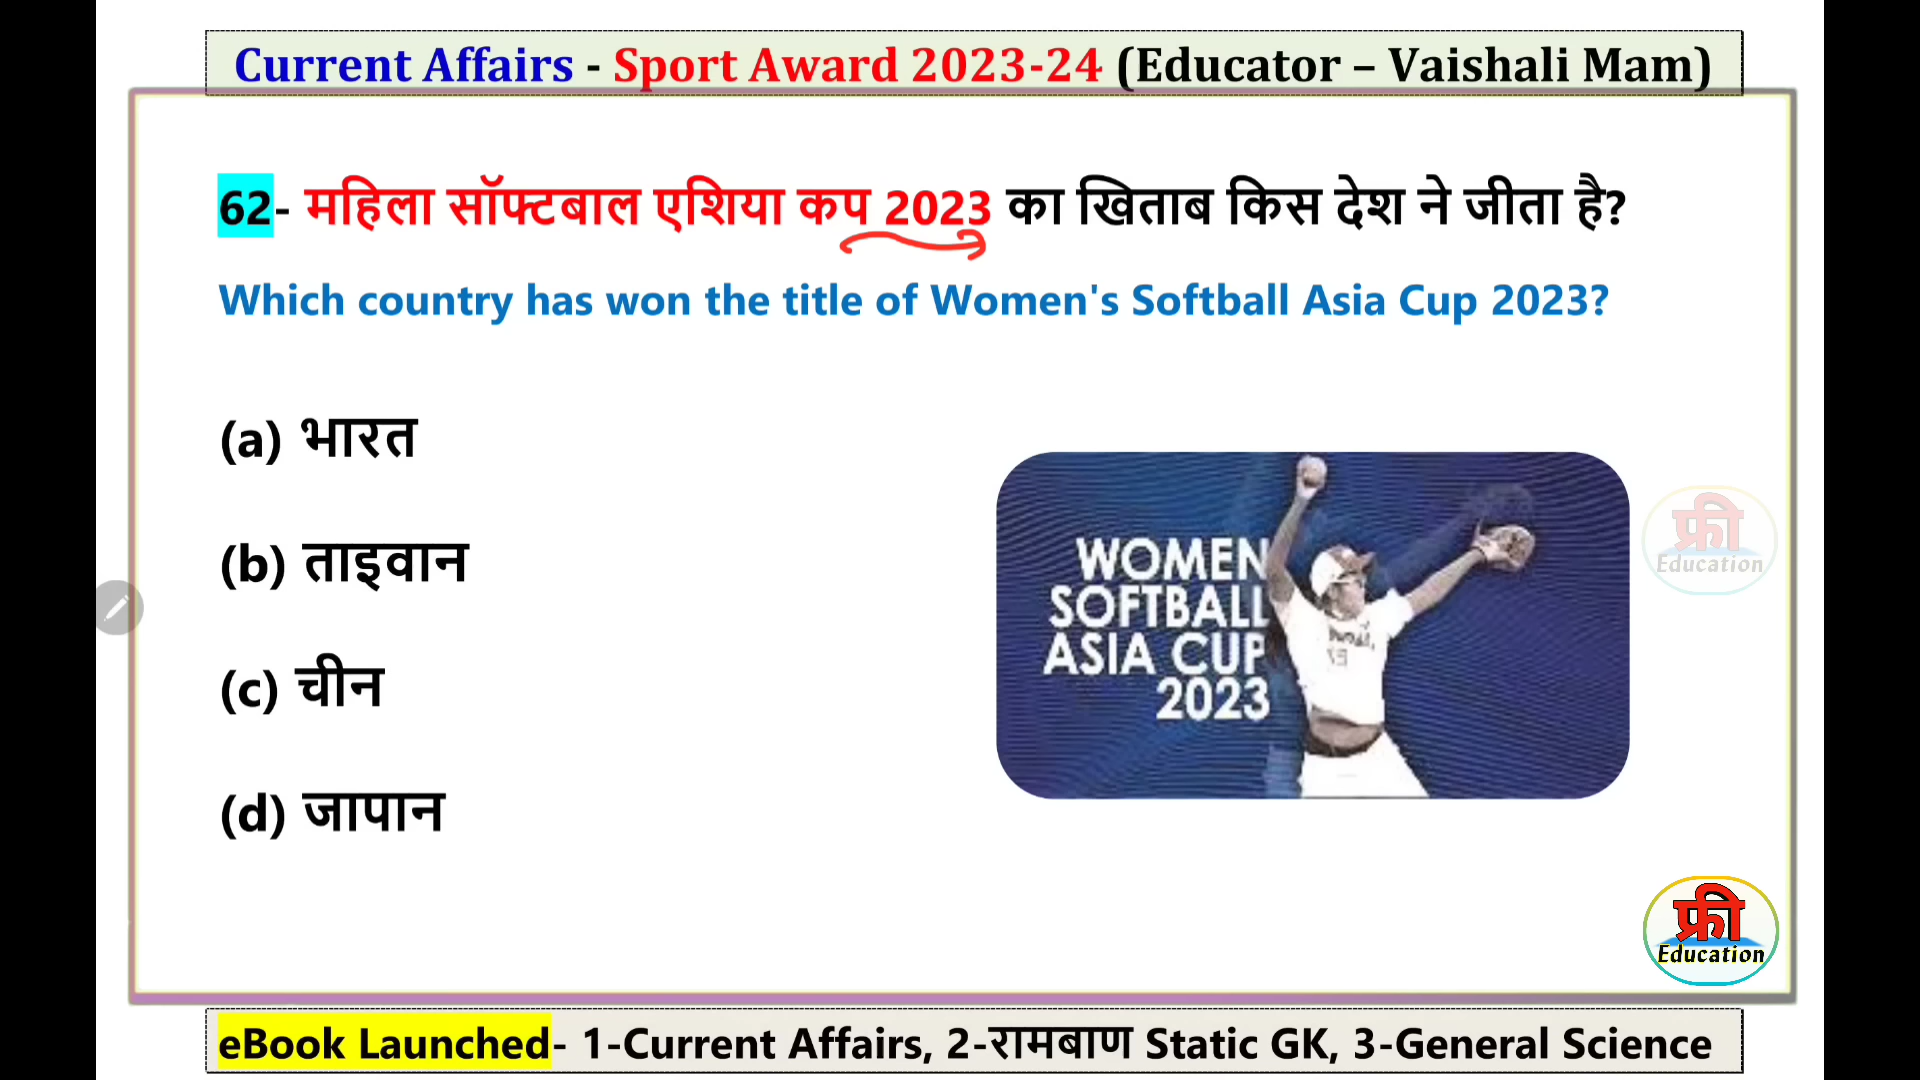 Current Affairs - Sport Award 2023-24 (Educator – Vaishali Mam)
62- महिला सॉफ्टबाल एशिया कप 2023 का खिताब किस देश ने जीता है?
Which country has won the title of Women's Softball Asia Cup 2023?
(a) भारत
(b) ताइवान
(c) चीन
(d) जापान
WOMEN
SOFTBALL
ASIA CUP
2023
फ्री
Education
फ्री
Education
eBook Launched- 1-Current Affairs, 2-रामबाण Static GK, 3-General Science